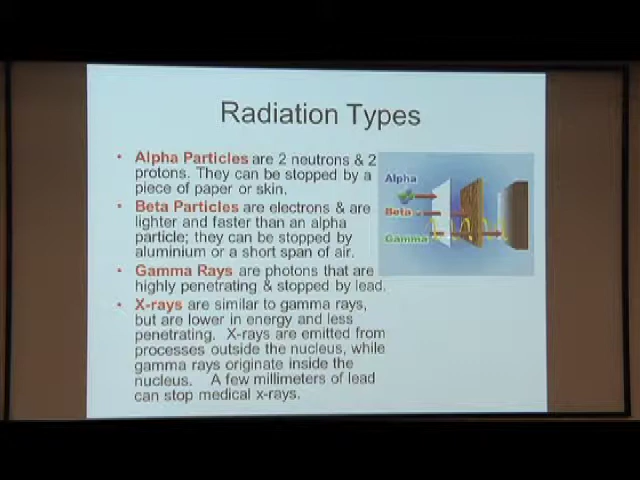 Radiation Types
• Alpha Particles are 2 neutrons & 2
protons. They can be stopped by a
piece of paper or skin.
• Beta Particles are electrons & are
lighter and faster than an alpha
particle; they can be stopped by
aluminium or a short span of air.
• Gamma Rays are photons that are
highly penetrating & stopped by lead.
• X-rays are similar to gamma rays,
but are lower in energy and less
penetrating. X-rays are emitted from
processes outside the nucleus, while
gamma rays originate inside the
nucleus. A few millimeters of lead
can stop medical x-rays.
Alpha
Beta
Gamma